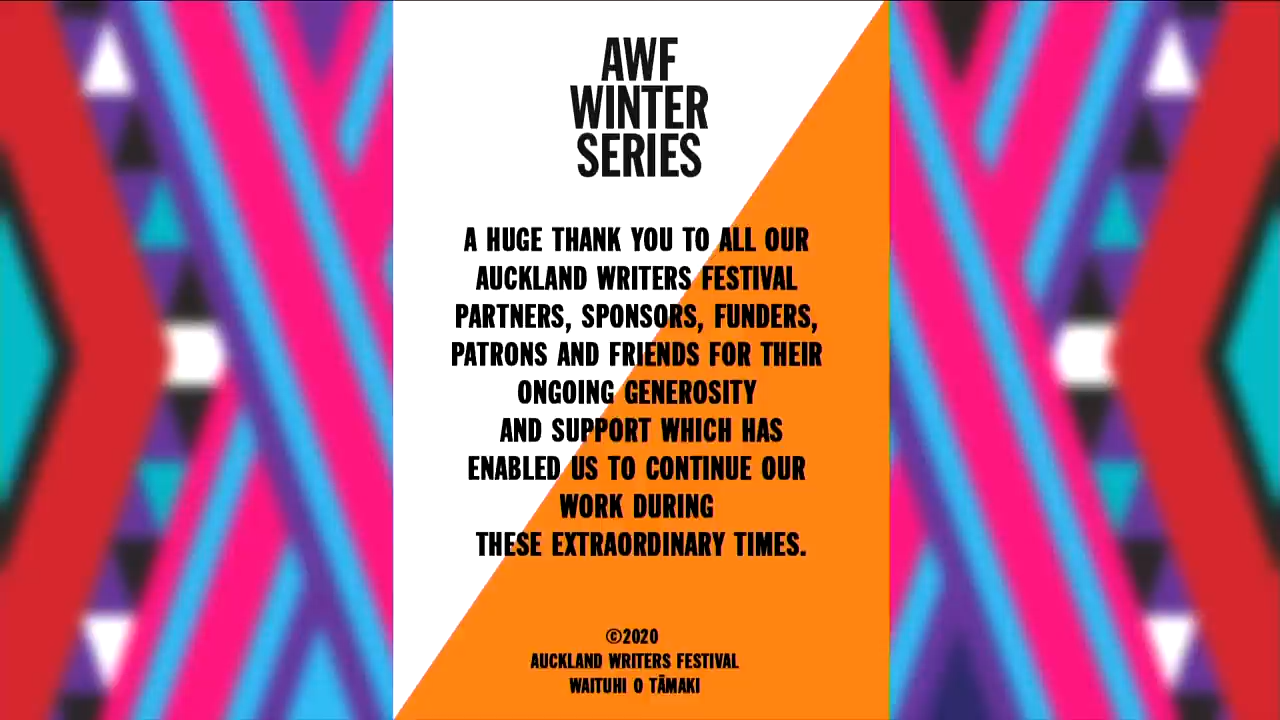 AWF
WINTER
SERIES
A HUGE THANK YOU TO ALL OUR
AUCKLAND WRITERS FESTIVAL
PARTNERS, SPONSORS, FUNDERS,
PATRONS AND FRIENDS FOR THEIR
ONGOING GENEROSITY
AND SUPPORT WHICH HAS
ENABLED US TO CONTINUE OUR
WORK DURING
THESE EXTRAORDINARY TIMES.
©2020
AUCKLAND WRITERS FESTIVAL
WAITUHI O TĀMAKI